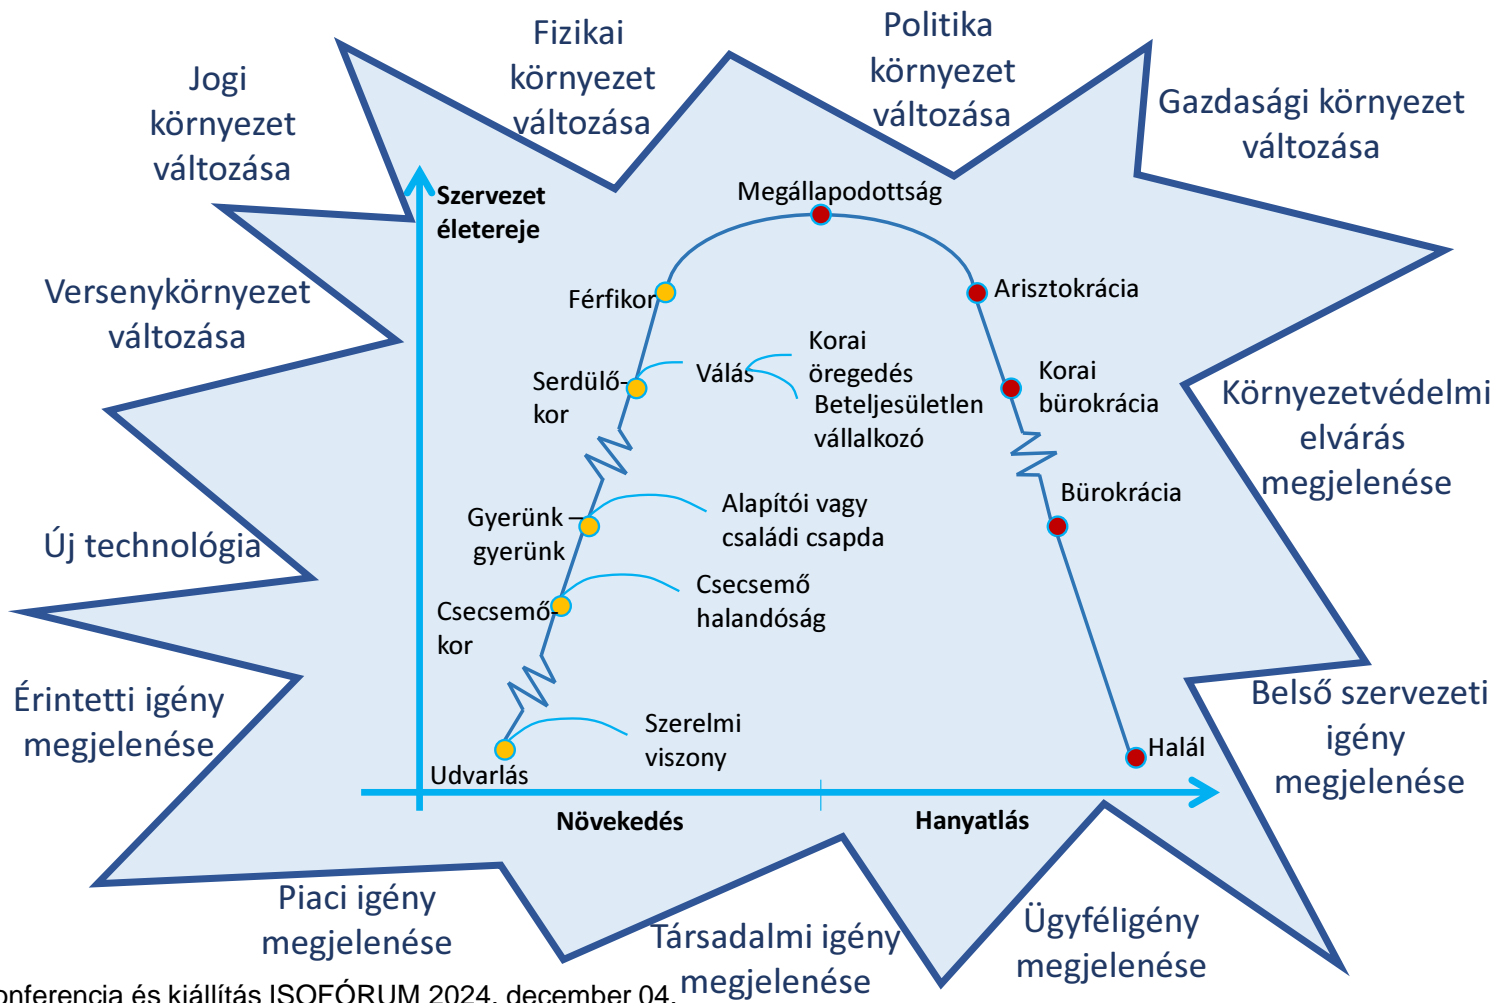 Fizikai
környezet
változása
Politika
környezet
változása
Jogi
környezet
változása
Gazdasági környezet
változása
Szervezet
életereje
Megállapodottság
Versenykörnyezet
változása
Férfikor
Arisztokrácia
Serdülő-
kor
Válás
Korai
öregedés
Beteljesületlen
vállalkozó
Korai
bürokrácia
Környezetvédelmi
elvárás
megjelenése
Gyerünk –
gyerünk
Alapítói vagy
családi csapda
Bürokrácia
Új technológia
Csecsemő-
kor
Csecsemő
halandóság
Érintetti igény
megjelenése
Szerelmi
viszony
Udvarlás
Halál
Belső szervezeti
igény
megjelenése
Növekedés
Hanyatlás
Piaci igény
megjelenése
Társadalmi igény
megjelenése
Ügyféligény
megjelenése
onferencia és kiállítás ISOFÓRUM 2024. december 04.